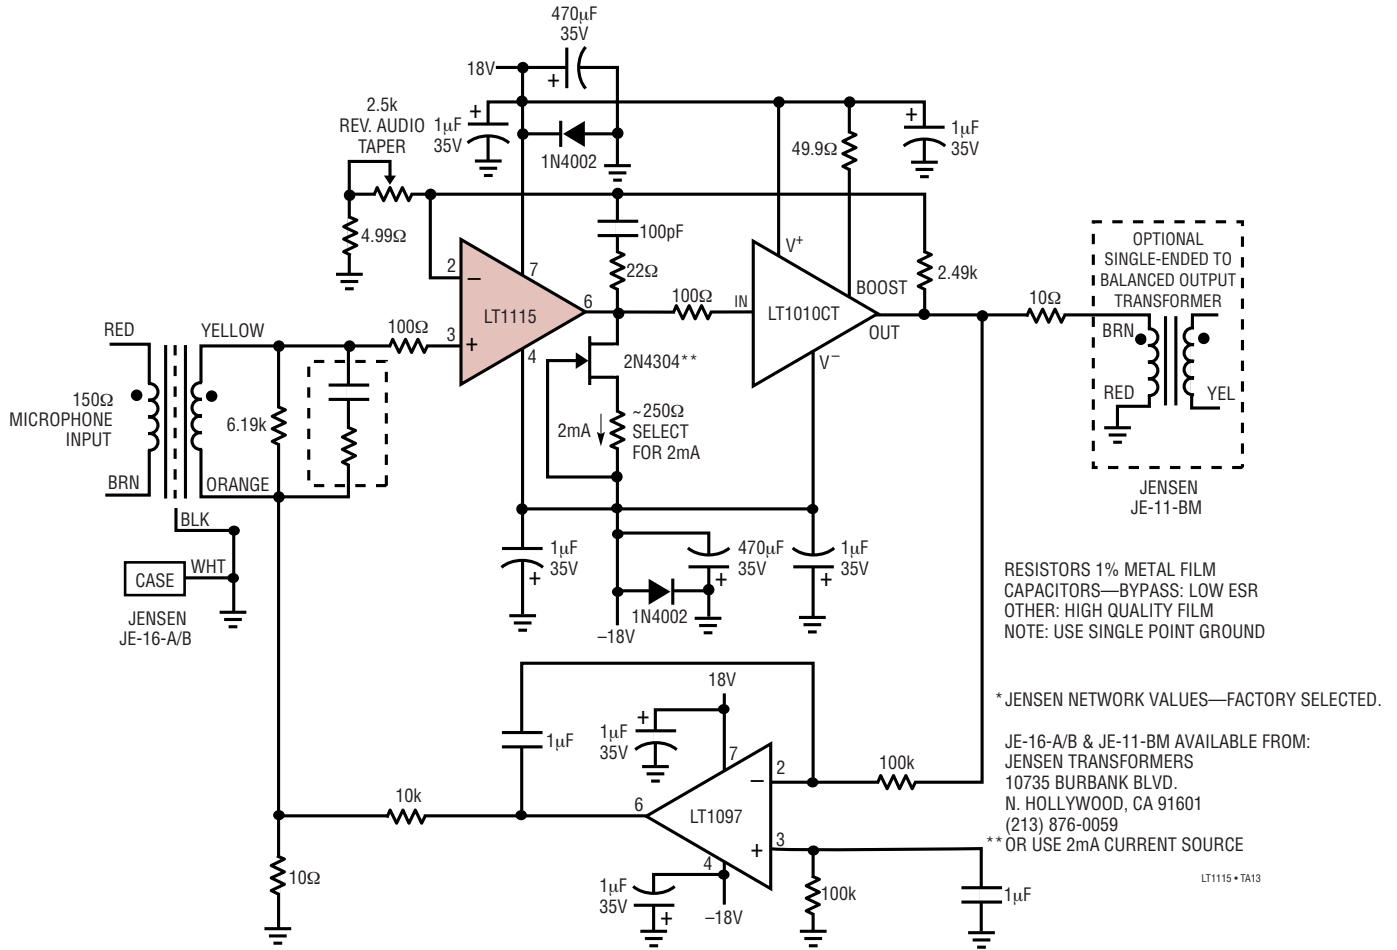 470µF
35V
18V
+
2.5k
REV. AUDIO
TAPER
+
1µF
35V
1N4002
49.9Ω
+
1µF
35V
4.99Ω
100pF
22Ω
2
–
7
LT1115
6
3
+
4
100Ω
IN
V+
LT1010CT
BOOST
OUT
V–
2.49k
10Ω
OPTIONAL
SINGLE-ENDED TO
BALANCED OUTPUT
TRANSFORMER
BRN
RED
YEL
JENSEN
JE-11-BM
RED
YELLOW
100Ω
150Ω
MICROPHONE
INPUT
6.19k
BRN
ORANGE
BLK
WHT
CASE
JENSEN
JE-16-A/B
2N4304**
2mA
~250Ω
SELECT
FOR 2mA
1µF
35V
+
470µF
35V
+
1µF
35V
+
1N4002
–18V
RESISTORS 1% METAL FILM
CAPACITORS—BYPASS: LOW ESR
OTHER: HIGH QUALITY FILM
NOTE: USE SINGLE POINT GROUND
*JENSEN NETWORK VALUES—FACTORY SELECTED.
JE-16-A/B & JE-11-BM AVAILABLE FROM:
JENSEN TRANSFORMERS
10735 BURBANK BLVD.
N. HOLLYWOOD, CA 91601
(213) 876-0059
**OR USE 2mA CURRENT SOURCE
LT1115 • TA13
18V
+
1µF
35V
1µF
7
2
–
100k
10k
6
LT1097
3
+
4
1µF
35V
+
–18V
100k
1µF
10Ω